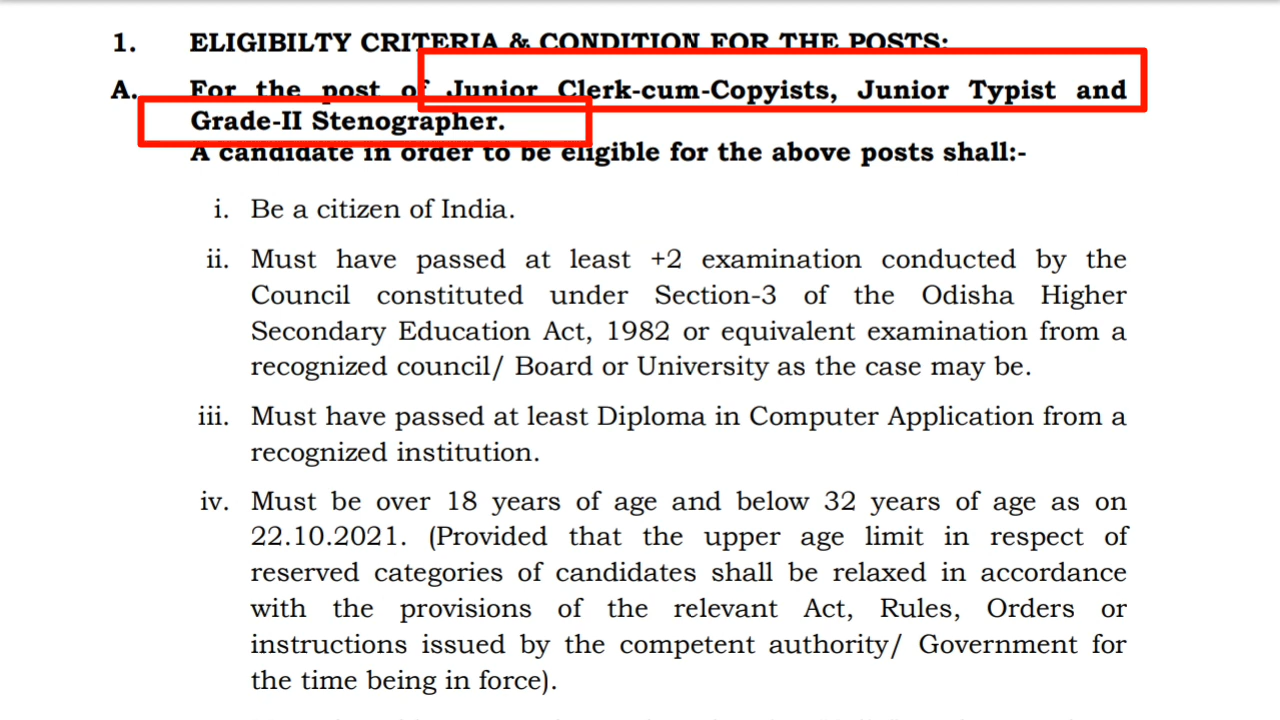 1. ELIGIBILTY CRITERIA & CONDITION FOR THE POSTS:
A. For the post of Junior Clerk-cum-Copyists, Junior Typist and
Grade-II Stenographer.
A candidate in order to be eligible for the above posts shall:-
i. Be a citizen of India.
ii. Must have passed at least +2 examination conducted by the
Council constituted under Section-3 of the Odisha Higher
Secondary Education Act, 1982 or equivalent examination from a
recognized council/ Board or University as the case may be.
iii. Must have passed at least Diploma in Computer Application from a
recognized institution.
iv. Must be over 18 years of age and below 32 years of age as on
22.10.2021. (Provided that the upper age limit in respect of
reserved categories of candidates shall be relaxed in accordance
with the provisions of the relevant Act, Rules, Orders or
instructions issued by the competent authority/ Government for
the time being in force).